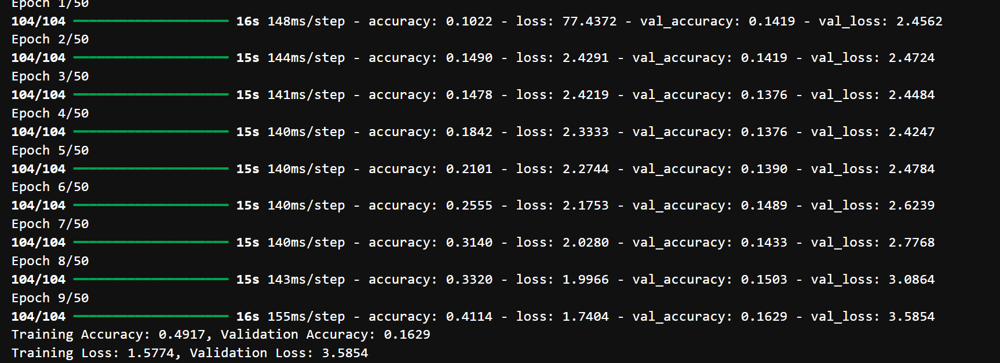 Epoch 1/50
104/104 16s 148ms/step - accuracy: 0.1022 - loss: 77.4372 - val_accuracy: 0.1419 - val_loss: 2.4562
Epoch 2/50
104/104 15s 144ms/step - accuracy: 0.1490 - loss: 2.4291 - val_accuracy: 0.1419 - val_loss: 2.4724
Epoch 3/50
104/104 15s 141ms/step - accuracy: 0.1478 - loss: 2.4219 - val_accuracy: 0.1376 - val_loss: 2.4484
Epoch 4/50
104/104 15s 140ms/step - accuracy: 0.1842 - loss: 2.3333 - val_accuracy: 0.1376 - val_loss: 2.4247
Epoch 5/50
104/104 15s 140ms/step - accuracy: 0.2101 - loss: 2.2744 - val_accuracy: 0.1390 - val_loss: 2.4784
Epoch 6/50
104/104 15s 140ms/step - accuracy: 0.2555 - loss: 2.1753 - val_accuracy: 0.1489 - val_loss: 2.6239
Epoch 7/50
104/104 15s 140ms/step - accuracy: 0.3140 - loss: 2.0280 - val_accuracy: 0.1433 - val_loss: 2.7768
Epoch 8/50
104/104 15s 143ms/step - accuracy: 0.3320 - loss: 1.9966 - val_accuracy: 0.1503 - val_loss: 3.0864
Epoch 9/50
104/104 16s 155ms/step - accuracy: 0.4114 - loss: 1.7404 - val_accuracy: 0.1629 - val_loss: 3.5854
Training Accuracy: 0.4917, Validation Accuracy: 0.1629
Training Loss: 1.5774, Validation Loss: 3.5854